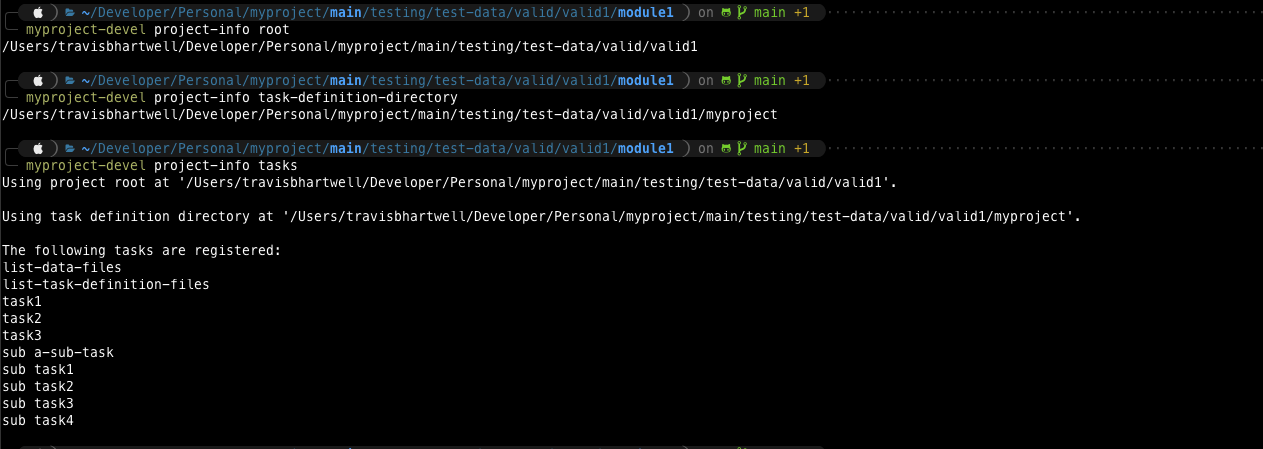 ~/Developer/Personal/myproject/main/testing/test-data/valid/valid1/module1 ) on main +1
myproject-devel project-info root
/Users/travisbhartwell/Developer/Personal/myproject/main/testing/test-data/valid/valid1
~/Developer/Personal/myproject/main/testing/test-data/valid/valid1/module1 ) on main +1
myproject-devel project-info task-definition-directory
/Users/travisbhartwell/Developer/Personal/myproject/main/testing/test-data/valid/valid1/myproject
~/Developer/Personal/myproject/main/testing/test-data/valid/valid1/module1 ) on main +1
myproject-devel project-info tasks
Using project root at '/Users/travisbhartwell/Developer/Personal/myproject/main/testing/test-data/valid/valid1'.
Using task definition directory at '/Users/travisbhartwell/Developer/Personal/myproject/main/testing/test-data/valid/valid1/myproject'.
The following tasks are registered:
list-data-files
list-task-definition-files
task1
task2
task3
sub a-sub-task
sub task1
sub task2
sub task3
sub task4